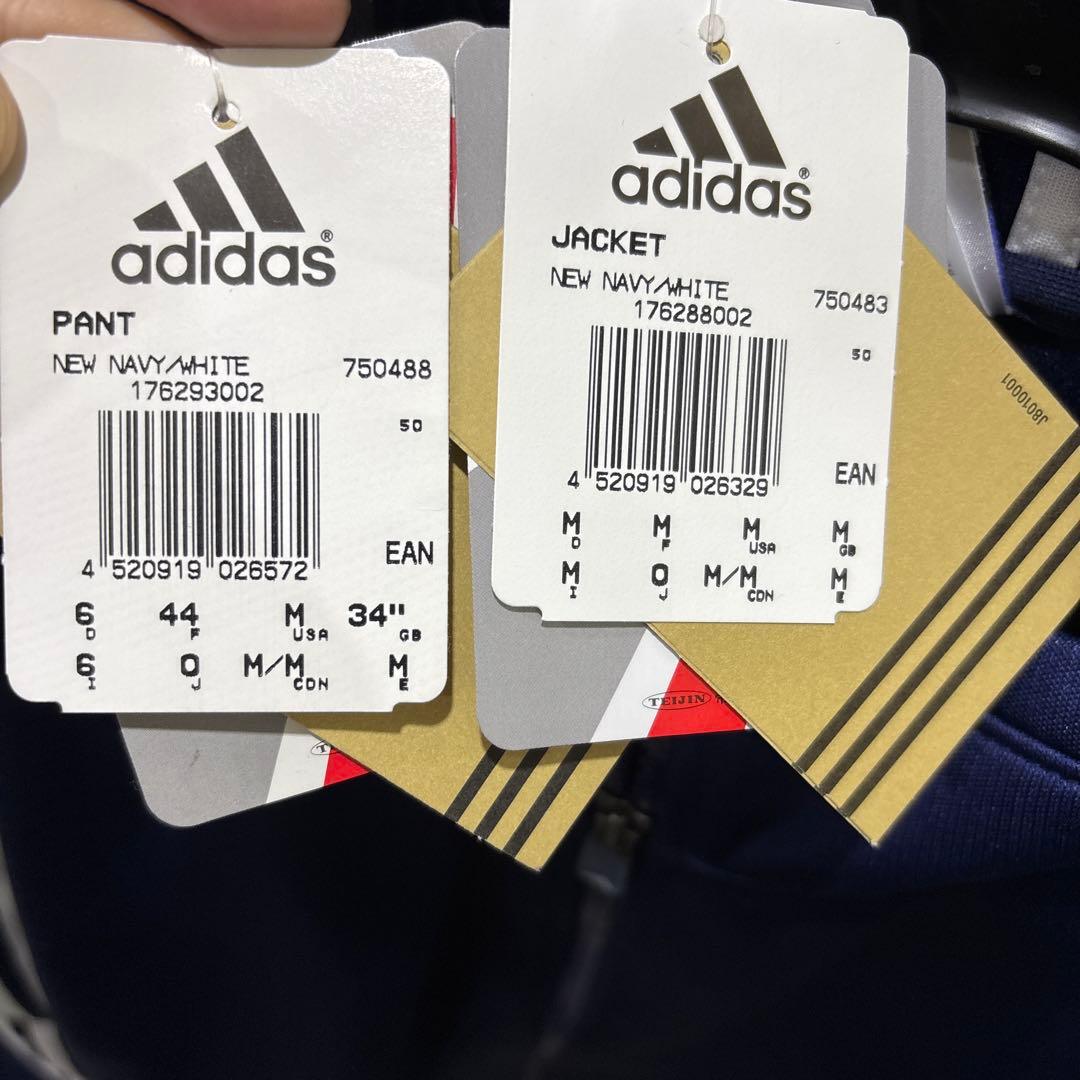 adidas®
PANT
NEW NAVY/WHITE 750488
176293002
50
EAN
4 520919 026572
6 D 44 F M USA 34" GB
6 I O J M/M CDN M E
adidas®
JACKET
NEW NAVY/WHITE 750483
176288002
50
EAN
4 520919 026329
M D M F M USA M GB
M I O J M/M CDN M E
J8010001
TEIJIN